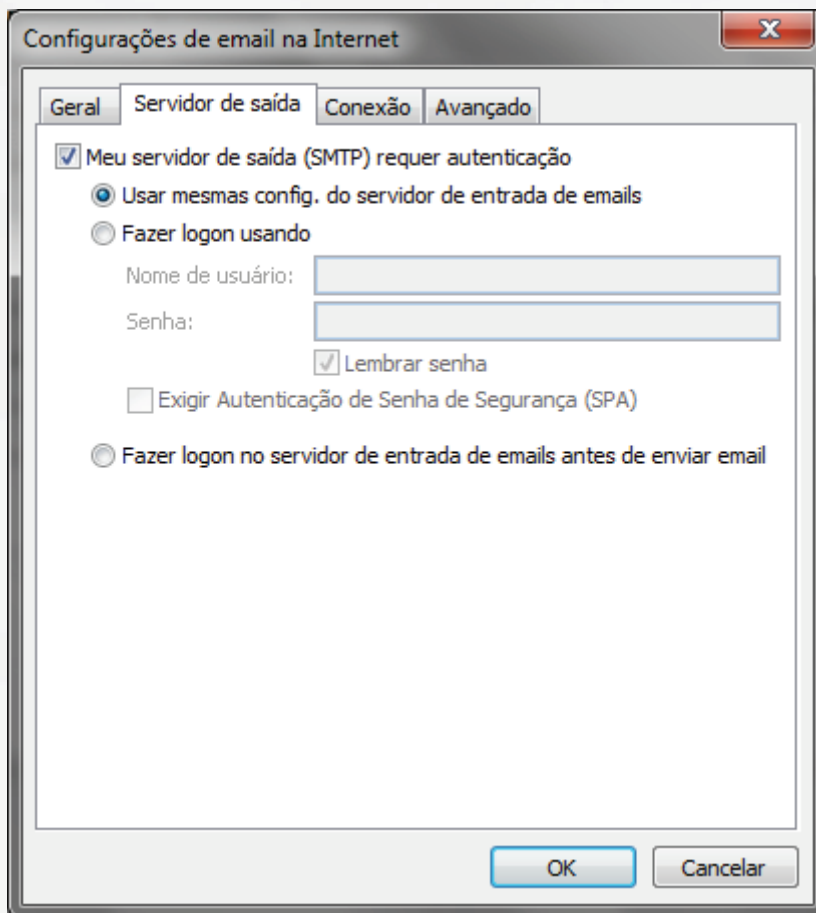 Configurações de email na Internet
Geral Servidor de saída Conexão Avançado
Meu servidor de saída (SMTP) requer autenticação
Usar mesmas config. do servidor de entrada de emails
Fazer logon usando
Nome de usuário:
Senha:
Lembrar senha
Exigir Autenticação de Senha de Segurança (SPA)
Fazer logon no servidor de entrada de emails antes de enviar email
OK Cancelar